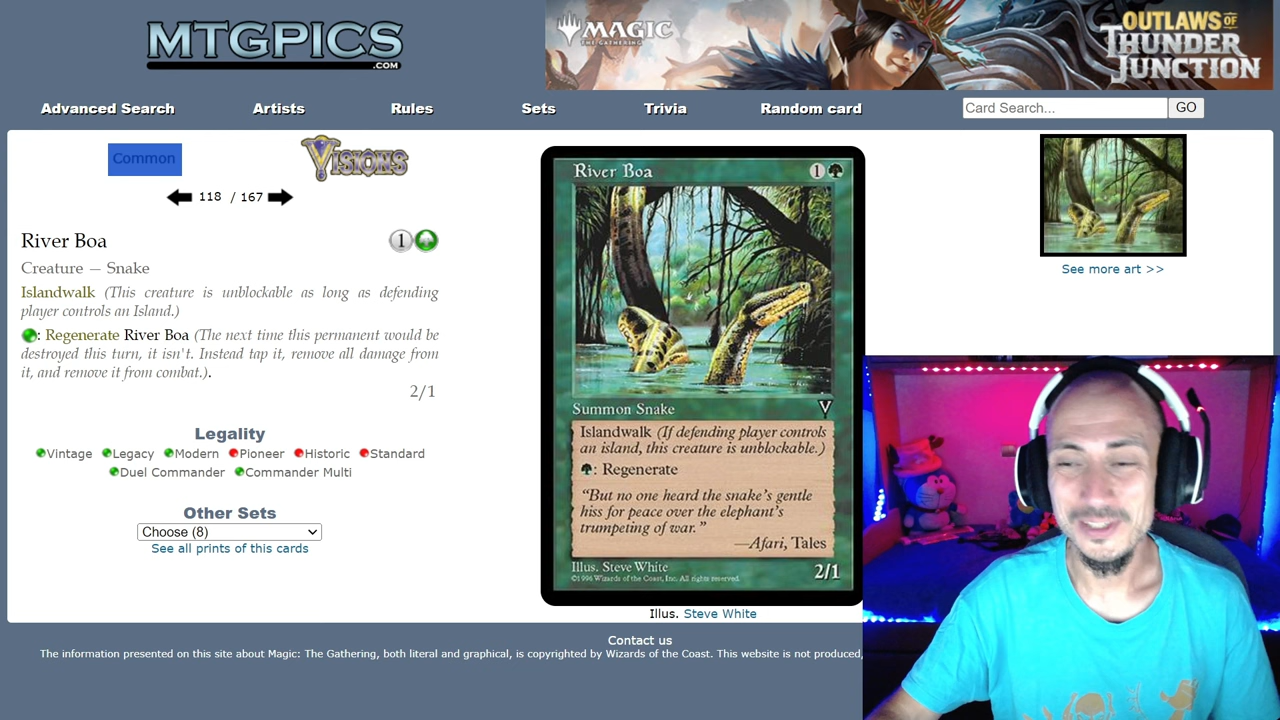 MTGPICS
.COM
MAGIC
THE GATHERING
OUTLAWS OF
THUNDER
JUNCTION
Advanced Search
Artists
Rules
Sets
Trivia
Random card
Card Search...
GO
Common
VISIONS
118 / 167
River Boa
1
Creature — Snake
Islandwalk (This creature is unblockable as long as defending
player controls an Island.)
: Regenerate River Boa (The next time this permanent would be
destroyed this turn, it isn't. Instead tap it, remove all damage from
it, and remove it from combat.).
2/1
Legality
Vintage Legacy Modern Pioneer Historic Standard
Duel Commander Commander Multi
Other Sets
Choose (8)
See all prints of this cards
River Boa
1
Summon Snake
V
Islandwalk (If defending player controls
an island, this creature is unblockable.)
: Regenerate
“But no one heard the snake’s gentle
hiss for peace over the elephant’s
trumpeting of war.”
—Afari, Tales
Illus. Steve White
©1996 Wizards of the Coast, Inc. All rights reserved.
2/1
Illus. Steve White
See more art >>
Contact us
The information presented on this site about Magic: The Gathering, both literal and graphical, is copyrighted by Wizards of the Coast. This website is not produced,